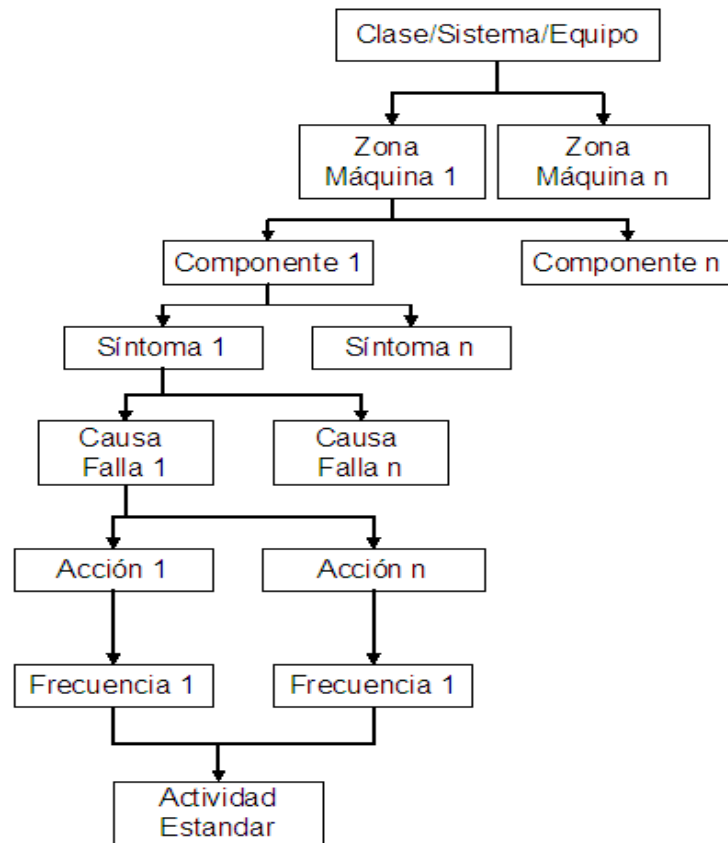 Clase/Sistema/Equipo
Zona
Máquina 1
Zona
Máquina n
Componente 1
Componente n
Síntoma 1
Síntoma n
Causa
Falla 1
Causa
Falla n
Acción 1
Acción n
Frecuencia 1
Frecuencia 1
Actividad
Estandar